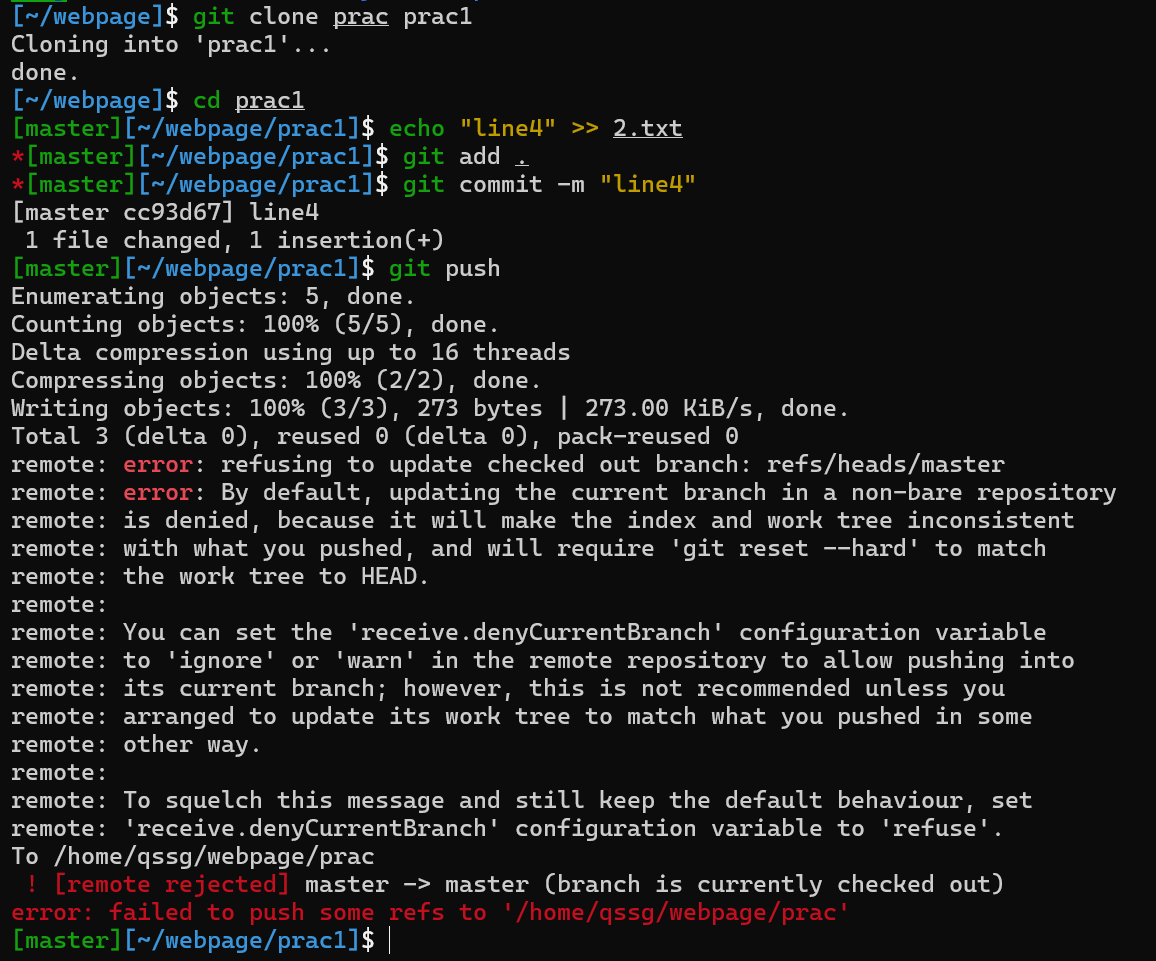 [~/webpage]$ git clone prac prac1
Cloning into 'prac1'...
done.
[~/webpage]$ cd prac1
[master][~/webpage/prac1]$ echo "line4" >> 2.txt
*[master][~/webpage/prac1]$ git add .
*[master][~/webpage/prac1]$ git commit -m "line4"
[master cc93d67] line4
 1 file changed, 1 insertion(+)
[master][~/webpage/prac1]$ git push
Enumerating objects: 5, done.
Counting objects: 100% (5/5), done.
Delta compression using up to 16 threads
Compressing objects: 100% (2/2), done.
Writing objects: 100% (3/3), 273 bytes | 273.00 KiB/s, done.
Total 3 (delta 0), reused 0 (delta 0), pack-reused 0
remote: error: refusing to update checked out branch: refs/heads/master
remote: error: By default, updating the current branch in a non-bare repository
remote: is denied, because it will make the index and work tree inconsistent
remote: with what you pushed, and will require 'git reset --hard' to match
remote: the work tree to HEAD.
remote:
remote: You can set the 'receive.denyCurrentBranch' configuration variable
remote: to 'ignore' or 'warn' in the remote repository to allow pushing into
remote: its current branch; however, this is not recommended unless you
remote: arranged to update its work tree to match what you pushed in some
remote: other way.
remote:
remote: To squelch this message and still keep the default behaviour, set
remote: 'receive.denyCurrentBranch' configuration variable to 'refuse'.
To /home/qssg/webpage/prac
 ! [remote rejected] master -> master (branch is currently checked out)
error: failed to push some refs to '/home/qssg/webpage/prac'
[master][~/webpage/prac1]$